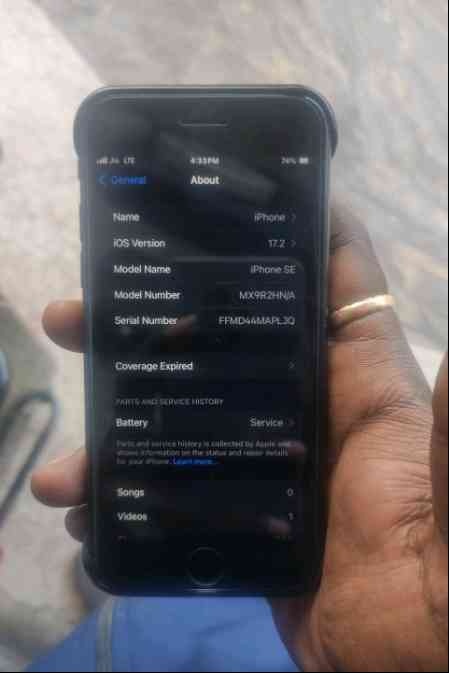 Jio LTE 4:33PM 74%
General About
Name iPhone
iOS Version 17.2
Model Name iPhone SE
Model Number MX9R2HN/A
Serial Number FFMD44MAPLJQ
Coverage Expired
PARTS AND SERVICE HISTORY
Battery Service
Parts and service history is collected by Apple and
shows information on the status and repair details
for your iPhone. Learn more...
Songs 0
Videos 1